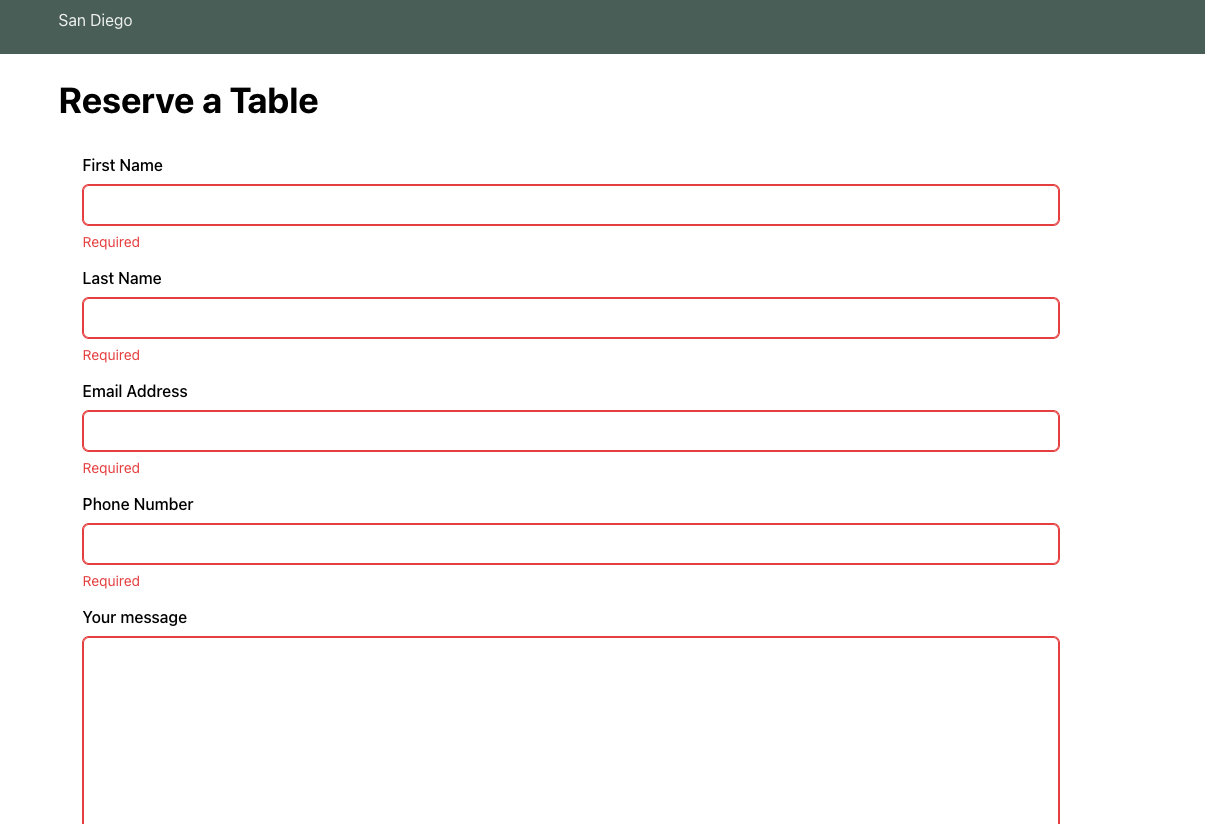 San Diego
Reserve a Table
First Name
Required
Last Name
Required
Email Address
Required
Phone Number
Required
Your message